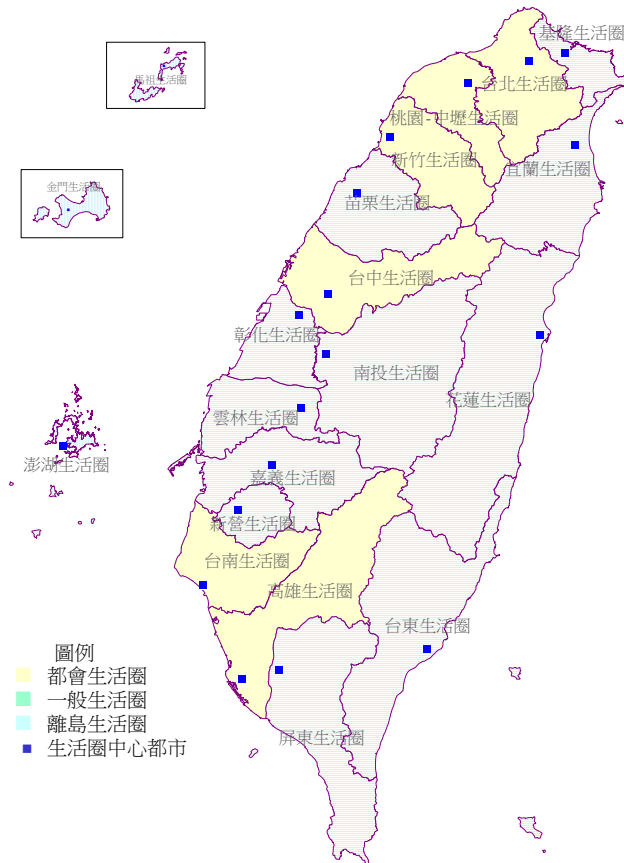 基隆生活圈
馬祖生活圈
台北生活圈
桃園-中壢生活圈
新竹生活圈
宜蘭生活圈
金門生活圈
苗栗生活圈
台中生活圈
彰化生活圈
南投生活圈
花蓮生活圈
雲林生活圈
澎湖生活圈
嘉義生活圈
新營生活圈
台南生活圈
高雄生活圈
台東生活圈
屏東生活圈
圖例
都會生活圈
一般生活圈
離島生活圈
生活圈中心都市